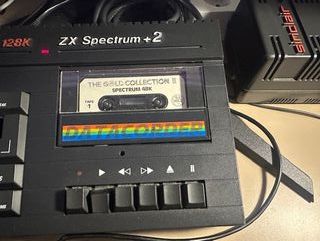 128K ZX Spectrum +2
sinclair
THE GOLD COLLECTION II
SPECTRUM 48K
TAPE
1
DATACORDER